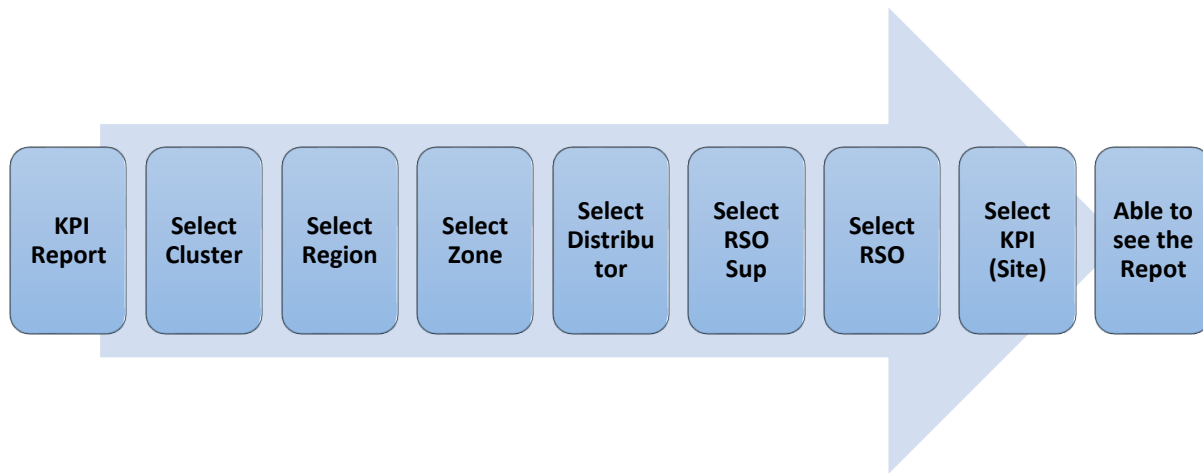 KPI
Report
Select
Cluster
Select
Region
Select
Zone
Select
Distribu
tor
Select
RSO
Sup
Select
RSO
Select
KPI
(Site)
Able to
see the
Repot